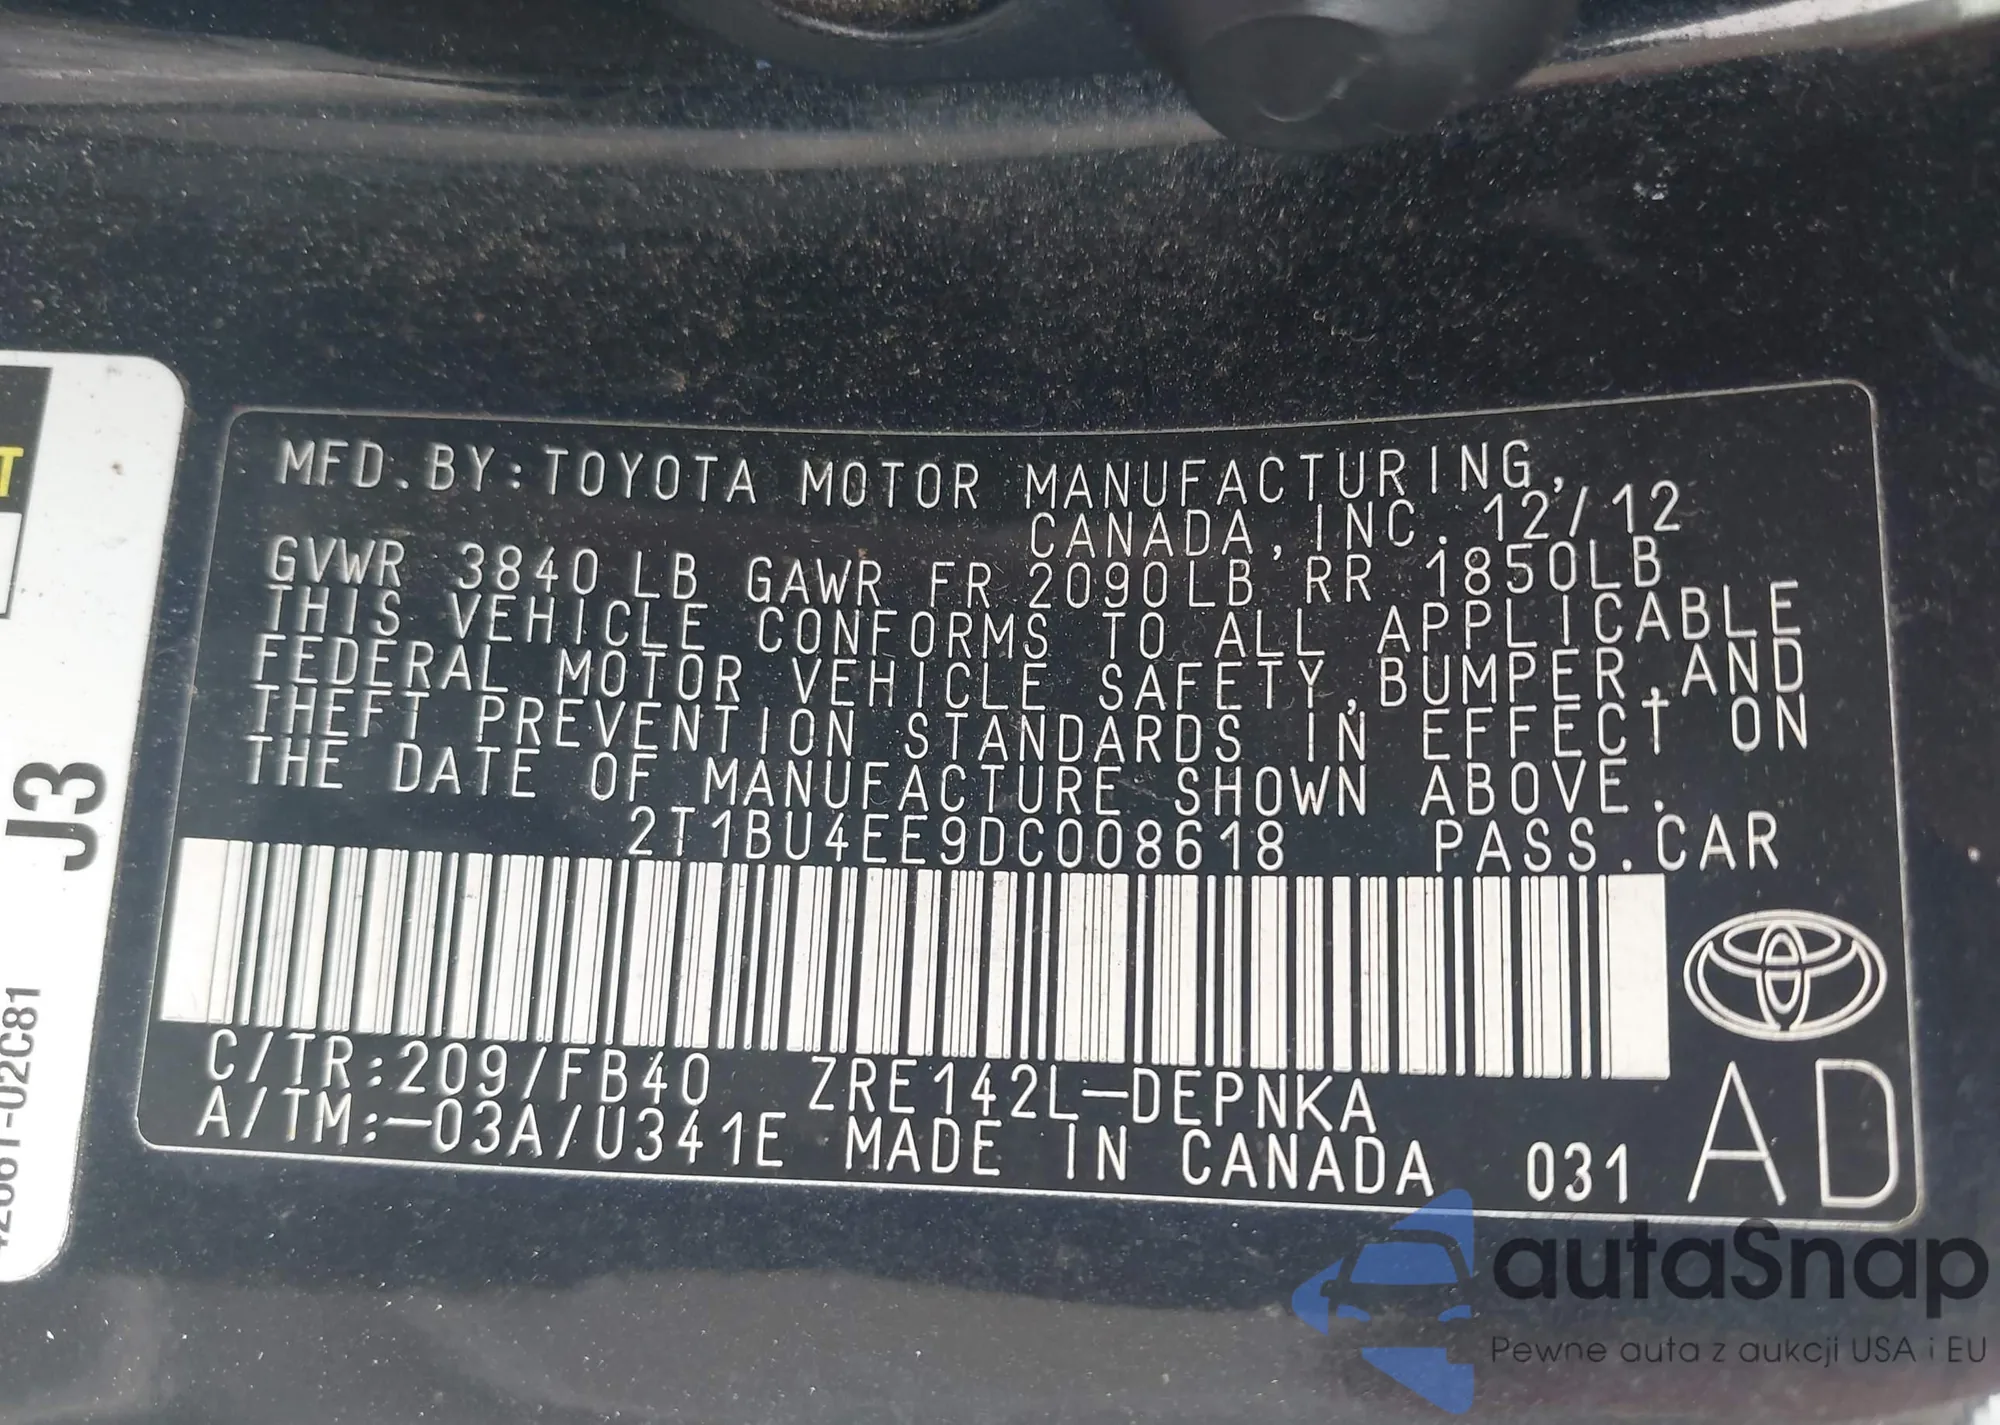 MFD.BY:TOYOTA MOTOR MANUFACTURING,
CANADA,INC. 12/12
GVWR 3840LB GAWR FR 2090LB RR 1850LB
THIS VEHICLE CONFORMS TO ALL APPLICABLE
FEDERAL MOTOR VEHICLE SAFETY,BUMPER,AND
THEFT PREVENTION STANDARDS IN EFFECT ON
THE DATE OF MANUFACTURE SHOWN ABOVE.
2T1BU4EE9DC008618 PASS.CAR
C/TR:209/FB40 ZRE142L-DEPNKA
A/TM:-03A/U341E MADE IN CANADA 031
AD
J3
autaSnap
Pewne auta z aukcji USA i EU